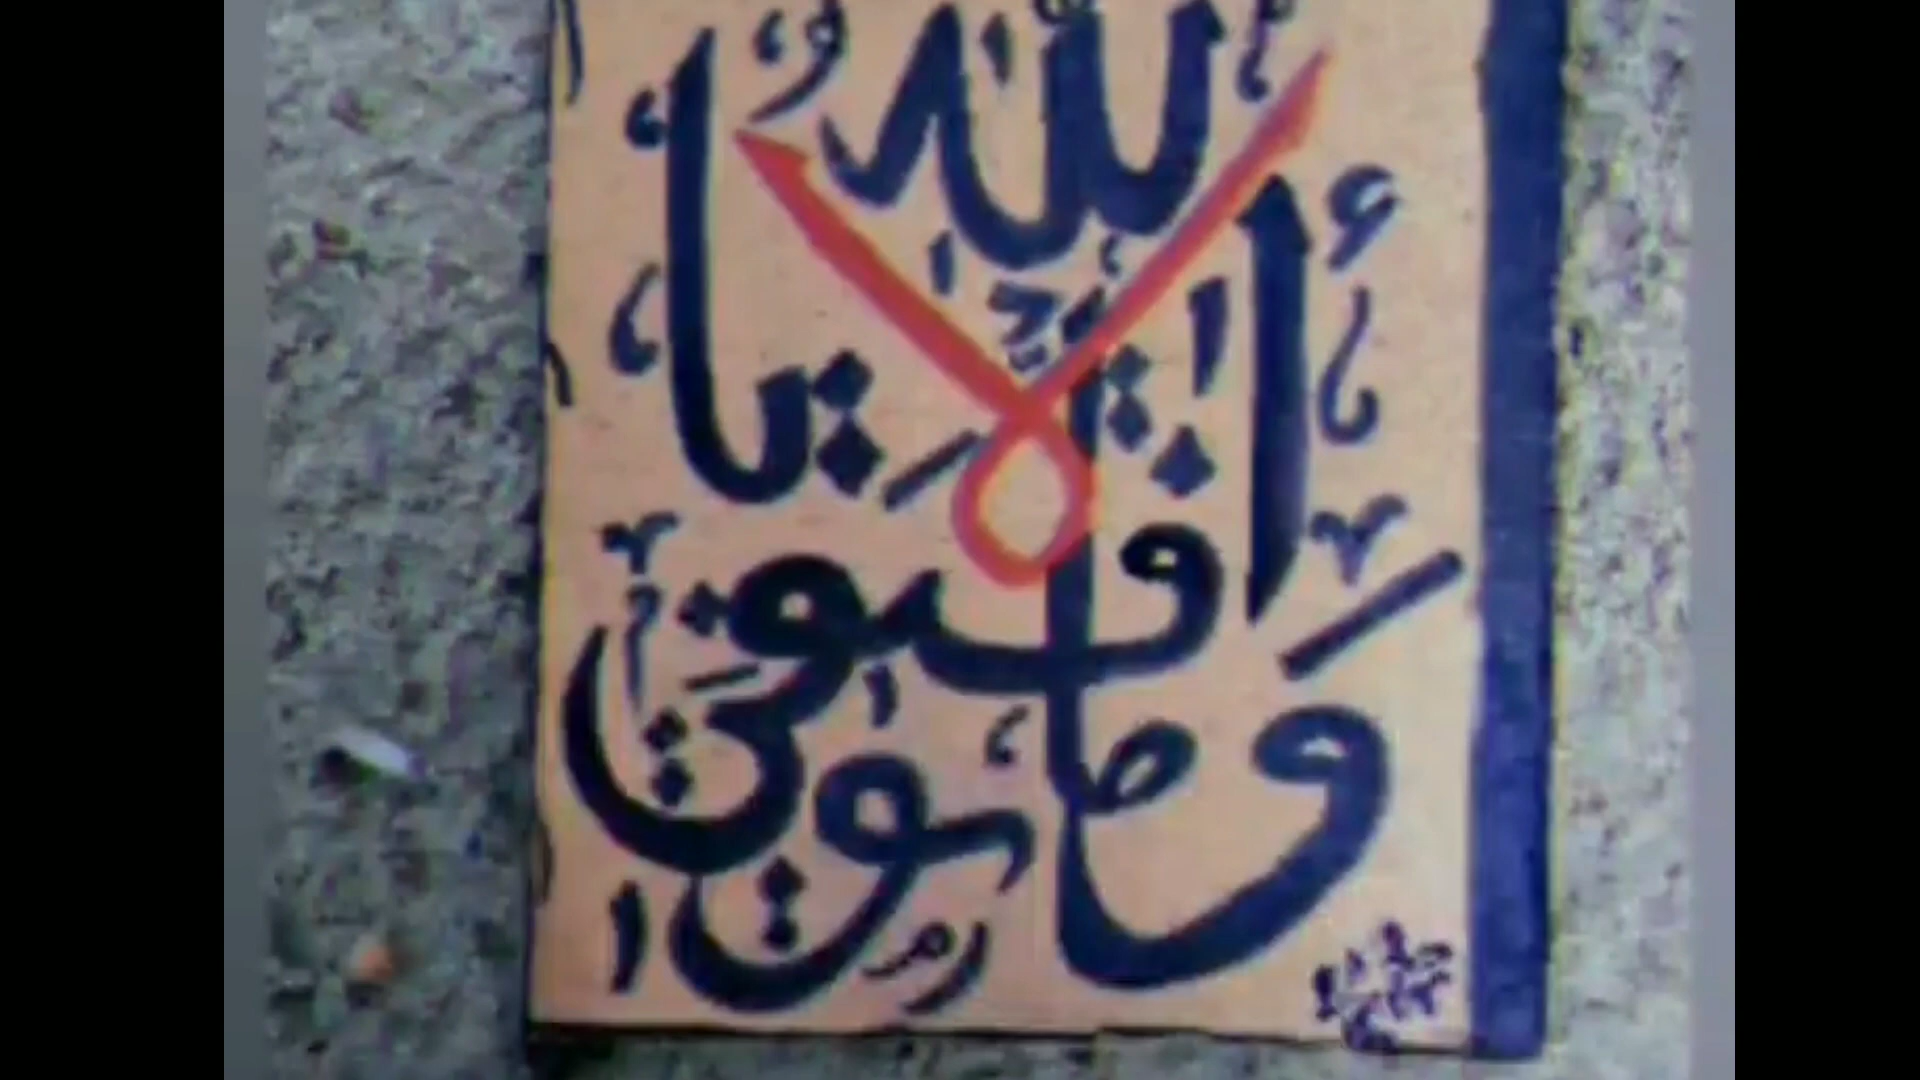 وما توفيقي إلا بالله